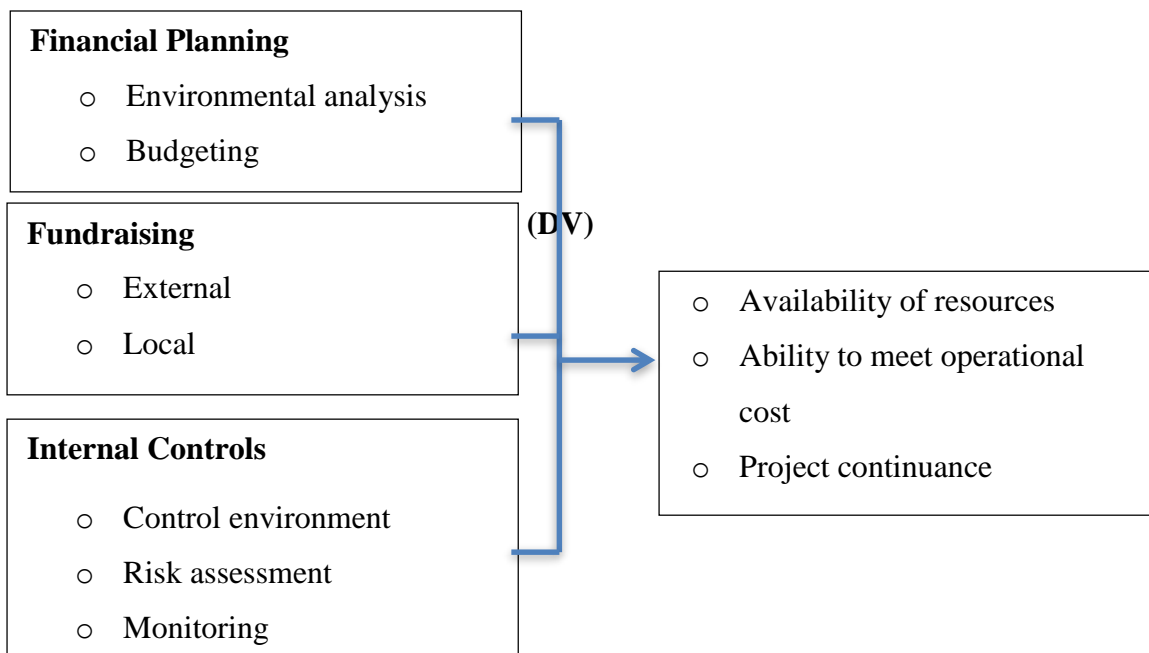 Financial Planning
o Environmental analysis
o Budgeting
Fundraising
o External
o Local
Internal Controls
o Control environment
o Risk assessment
o Monitoring
(DV)
o Availability of resources
o Ability to meet operational
cost
o Project continuance